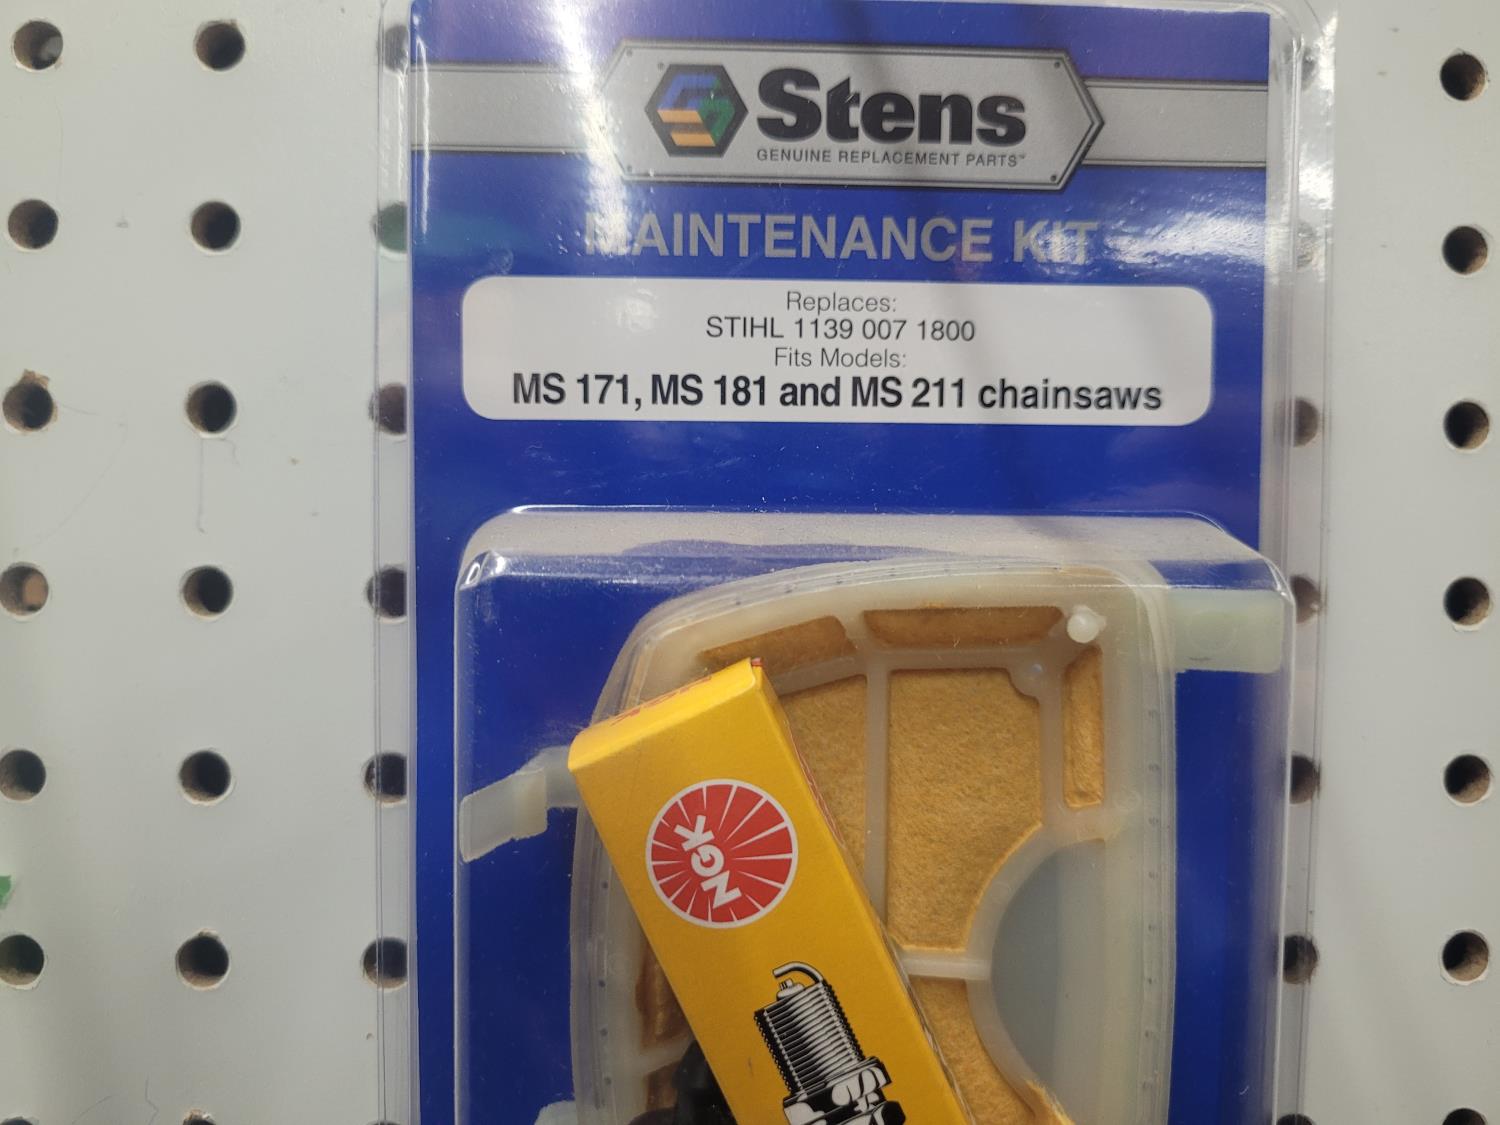 Stens
GENUINE REPLACEMENT PARTS™
MAINTENANCE KIT
Replaces:
STIHL 1139 007 1800
Fits Models:
MS 171, MS 181 and MS 211 chainsaws
NGK
NGK